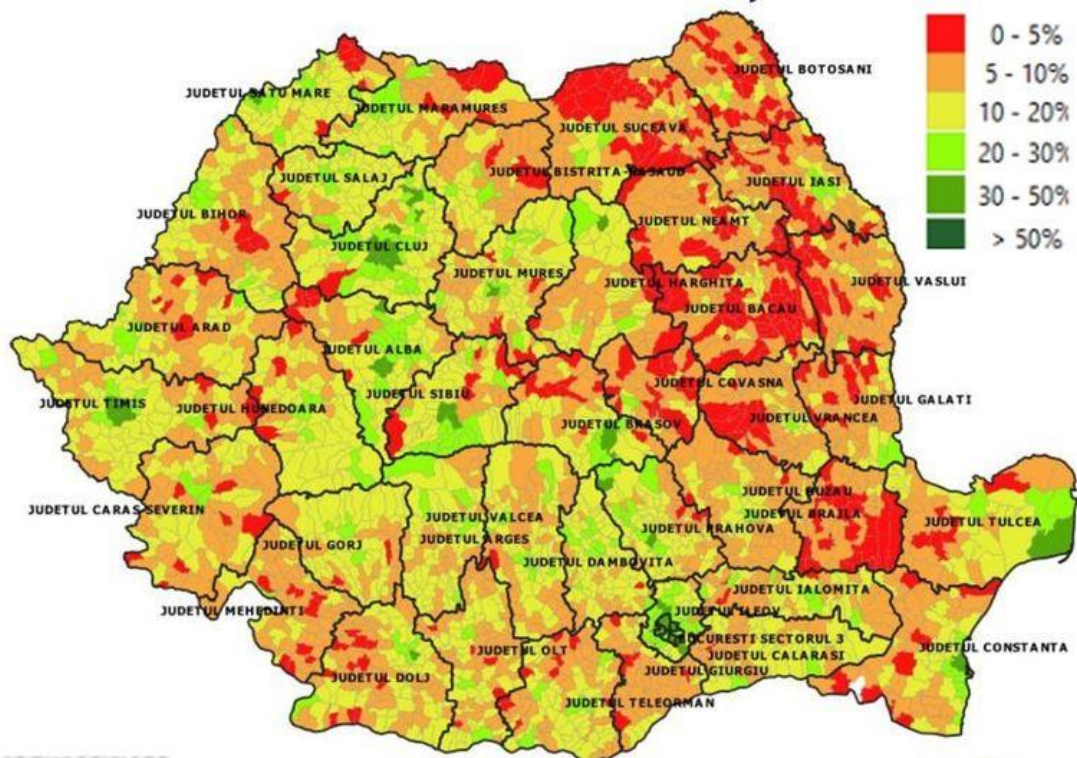 0 - 5%
5 - 10%
10 - 20%
20 - 30%
30 - 50%
> 50%
JUDETUL BOTOSANI
JUDETUL SATU MARE
JUDETUL MARAMURES
JUDETUL SUCEAVA
JUDETUL SALAJ
JUDETUL BISTRITA-NASAUD
JUDETUL IASI
JUDETUL BIHOR
JUDETUL NEAMT
JUDETUL CLUJ
JUDETUL MURES
JUDETUL HARGHITA
JUDETUL VASLUI
JUDETUL BACAU
JUDETUL ARAD
JUDETUL ALBA
JUDETUL COVASNA
JUDETUL SIBIU
JUDETUL TIMIS
JUDETUL HUNEDOARA
JUDETUL GALATI
JUDETUL VRANCEA
JUDETUL BRASOV
JUDETUL BUZAU
JUDETUL CARAS-SEVERIN
JUDETUL VALCEA
JUDETUL BRAILA
JUDETUL TULCEA
JUDETUL PRAHOVA
JUDETUL GORJ
JUDETUL ARGES
JUDETUL DAMBOVITA
JUDETUL IALOMITA
JUDETUL MEHEDINTI
JUDETUL ILFOV
BUCURESTI SECTORUL 3
JUDETUL CONSTANTA
JUDETUL OLT
JUDETUL CALARASI
JUDETUL GIURGIU
JUDETUL DOLJ
JUDETUL TELEORMAN